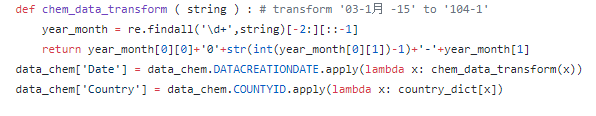 def chem_data_transform ( string ) : # transform '03-1月 -15' to '104-1'
    year_month = re.findall('\d+',string)[-2:][::-1]
    return year_month[0][0]+'0'+str(int(year_month[0][1])-1)+'-'+year_month[1]
data_chem['Date'] = data_chem.DATACREATIONDATE.apply(lambda x: chem_data_transform(x))
data_chem['Country'] = data_chem.COUNTYID.apply(lambda x: country_dict[x])